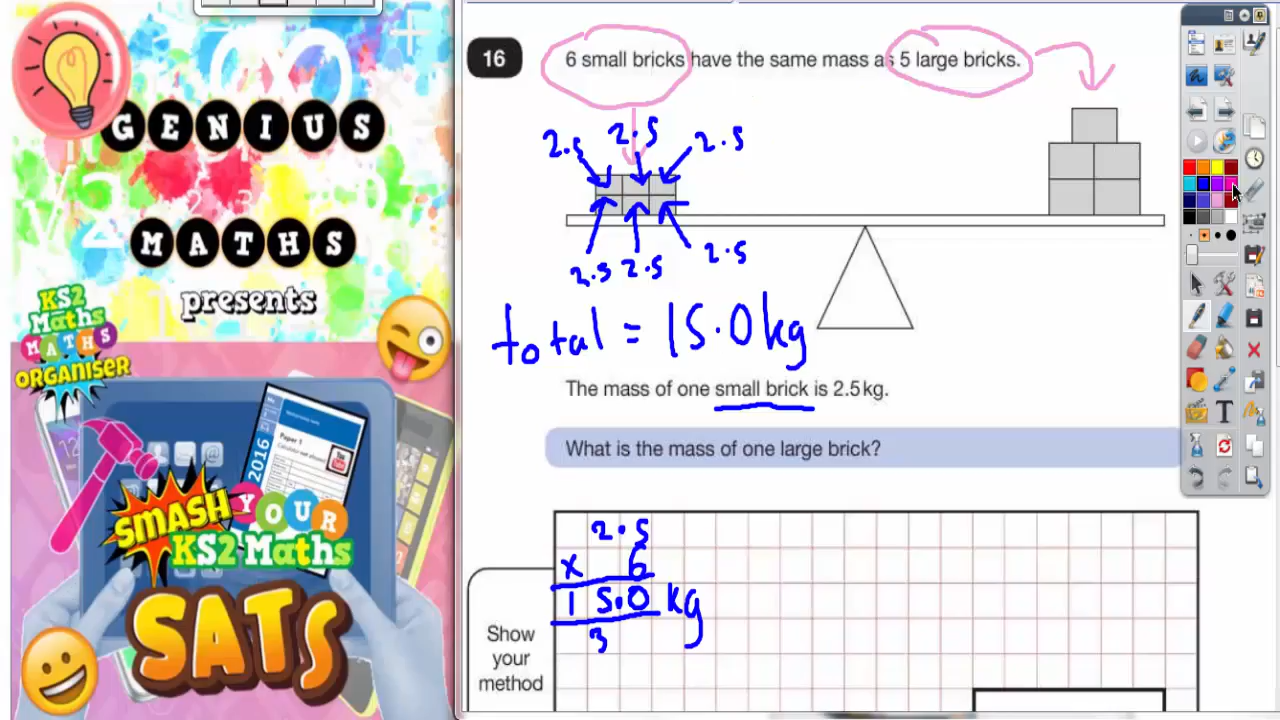 GENIUS
MATHS
presents
KS2
Maths
MATHS
ORGANISER
2016
Paper 1
SMASH YOUR
KS2 Maths
SATS
16
6 small bricks have the same mass as 5 large bricks.
2.5 2.5 2.5
2.5 2.5 2.5
total = 15.0kg
The mass of one small brick is 2.5 kg.
What is the mass of one large brick?
2.5
x 6
15.0 kg
3
Show
your
method
T